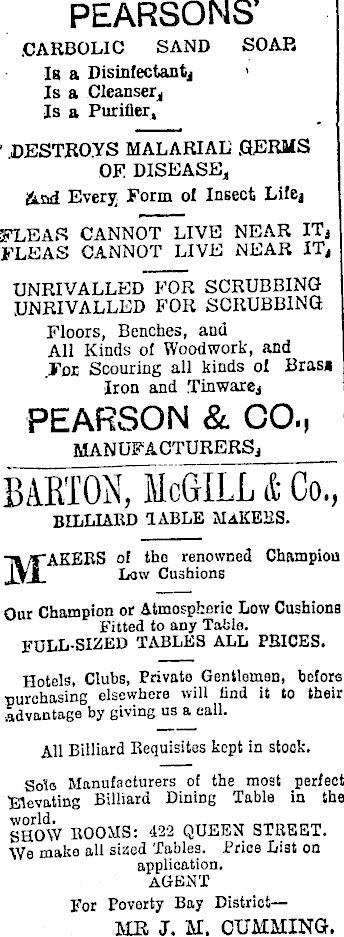 PEARSONS'
CARBOLIC SAND SOAP
Is a Disinfectant,
Is a Cleanser,
Is a Purifier,
DESTROYS MALARIAL GERMS
OF DISEASE,
And Every Form of Insect Life,
FLEAS CANNOT LIVE NEAR IT,
FLEAS CANNOT LIVE NEAR IT,
UNRIVALLED FOR SCRUBBING
UNRIVALLED FOR SCRUBBING
Floors, Benches, and
All Kinds of Woodwork, and
For Scouring all kinds of Brass
Iron and Tinware,
PEARSON & CO.,
MANUFACTURERS,
BARTON, McGILL & Co.,
BILLIARD TABLE MAKERS.
MAKERS of the renowned Champion
Low Cushions
Our Champion or Atmospheric Low Cushions
Fitted to any Table.
FULL-SIZED TABLES ALL PRICES.
Hotels, Clubs, Private Gentlemen, before
purchasing elsewhere will find it to their
advantage by giving us a call.
All Billiard Requisites kept in stock.
Sole Manufacturers of the most perfect
Elevating Billiard Dining Table in the
world.
SHOW ROOMS: 422 QUEEN STREET.
We make all sized Tables. Price List on
application.
AGENT
For Poverty Bay District—
MR J. M. CUMMING.